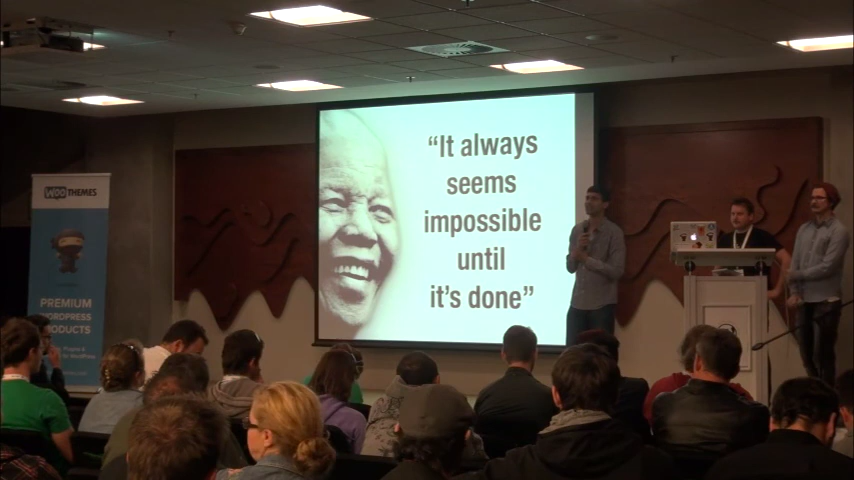 WOO THEMES
PREMIUM
WORDPRESS
PRODUCTS
“It always
seems
impossible
until
it’s done”